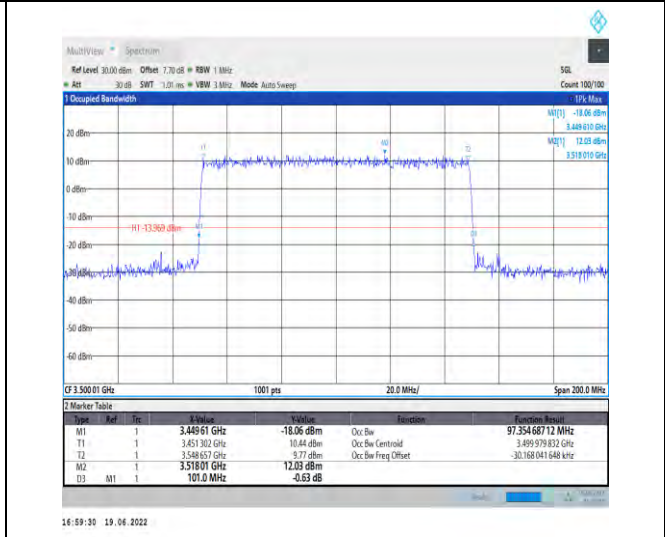 MultiView Spectrum
Ref Level 30.00 dBm Offset 7.70 dB RBW 1 MHz SGL
Att 30 dB SWT 1.01 ms VBW 3 MHz Mode Auto Sweep Count 100/100
1 Occupied Bandwidth 1Pk Max
M1[1] -18.06 dBm
3.449 610 GHz
M2[1] 12.03 dBm
3.518 010 GHz
20 dBm
10 dBm
0 dBm
-10 dBm
H1 -13.969 dBm
-20 dBm
-30 dBm
-40 dBm
-50 dBm
-60 dBm
T1
M2
T2
M1
D3
CF 3.500 01 GHz 1001 pts 20.0 MHz/ Span 200.0 MHz
2 Marker Table
Type Ref Trc X-Value Y-Value Function Function Result
M1 1 3.449 61 GHz -18.06 dBm Occ Bw 97.354 687 12 MHz
T1 1 3.451 302 GHz 10.44 dBm Occ Bw Centroid 3.499 979 832 GHz
T2 1 3.548 657 GHz 9.77 dBm Occ Bw Freq Offset -30.168 041 648 kHz
M2 1 3.518 01 GHz 12.03 dBm
D3 M1 1 101.0 MHz -0.63 dB
16:59:30 19.06.2022